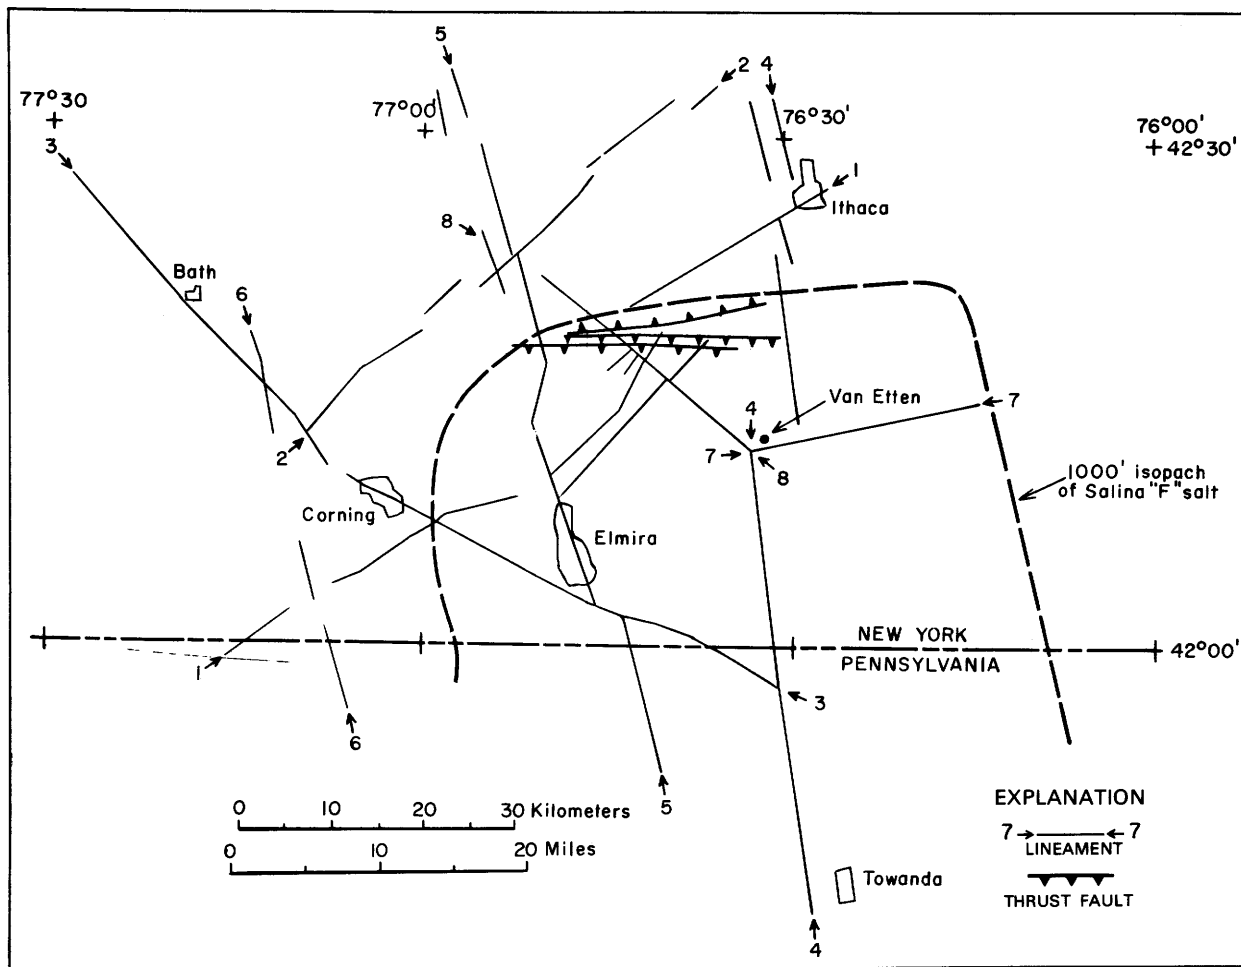 5
2 4
77°30
77°00'
76°30'
76°00'
42°30'
3
1
Ithaca
8
Bath
6
Van Etten
4
7
7
8
2
1000' isopach
of Salina "F" salt
Corning
Elmira
NEW YORK
42°00'
PENNSYLVANIA
1
3
6
5
0 10 20 30 Kilometers
0 10 20 Miles
EXPLANATION
7 7
LINEAMENT
THRUST FAULT
Towanda
4